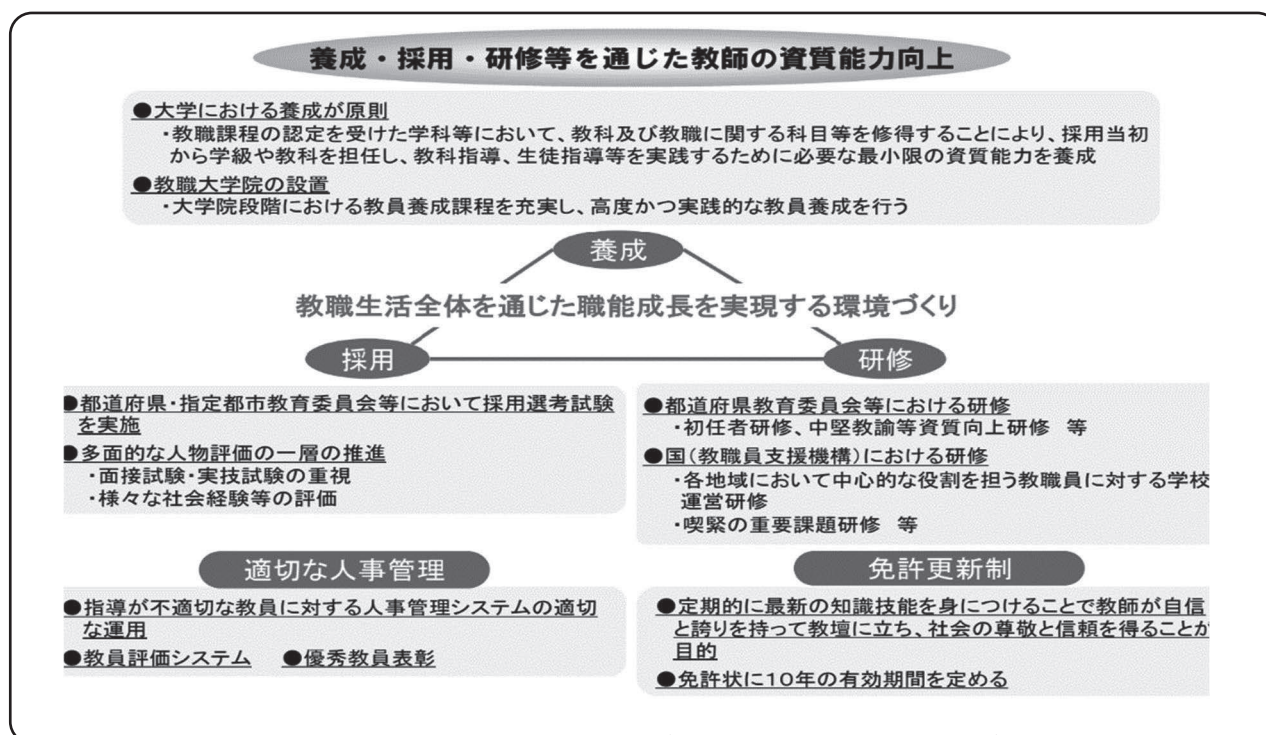 養成・採用・研修等を通じた教師の資質能力向上
●大学における養成が原則
・教職課程の認定を受けた学科等において、教科及び教職に関する科目等を修得することにより、採用当初
から学級や教科を担任し、教科指導、生徒指導等を実践するために必要な最小限の資質能力を養成
●教職大学院の設置
・大学院段階における教員養成課程を充実し、高度かつ実践的な教員養成を行う
養成
教職生活全体を通じた職能成長を実現する環境づくり
採用
研修
●都道府県・指定都市教育委員会等において採用選考試験
を実施
●多面的な人物評価の一層の推進
・面接試験・実技試験の重視
・様々な社会経験等の評価
●都道府県教育委員会等における研修
・初任者研修、中堅教諭等資質向上研修 等
●国(教職員支援機構)における研修
・各地域において中心的な役割を担う教職員に対する学校
運営研修
・喫緊の重要課題研修 等
適切な人事管理
●指導が不適切な教員に対する人事管理システムの適切
な運用
●教員評価システム ●優秀教員表彰
免許更新制
●定期的に最新の知識技能を身につけることで教師が自信
と誇りを持って教壇に立ち、社会の尊敬と信頼を得ることが
目的
●免許状に10年の有効期間を定める